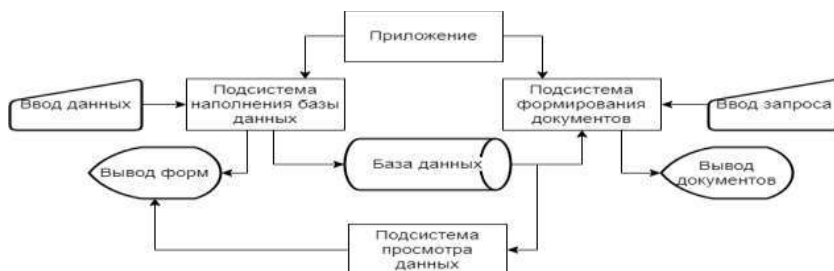 Приложение
Ввод данных
Подсистема
наполнения базы
данных
Подсистема
формирования
документов
Ввод запроса
Вывод форм
База данных
Вывод
документов
Подсистема
просмотра
данных